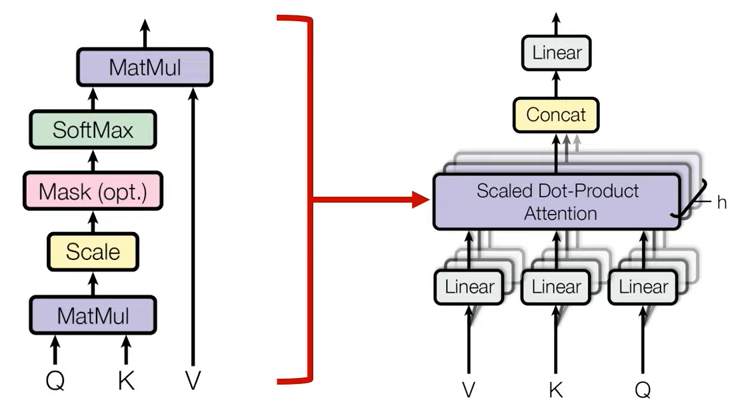 MatMul
SoftMax
Mask (opt.)
Scale
MatMul
Q K V
Linear
Concat
Scaled Dot-Product
Attention
h
Linear Linear Linear
V K Q